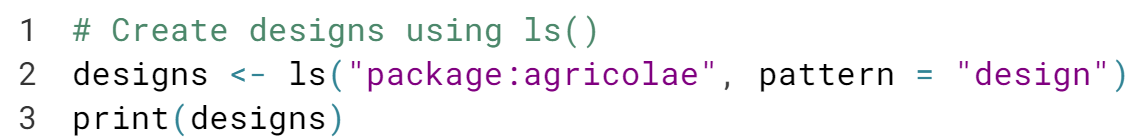 1 # Create designs using ls()
2 designs <- ls("package:agricolae", pattern = "design")
3 print(designs)